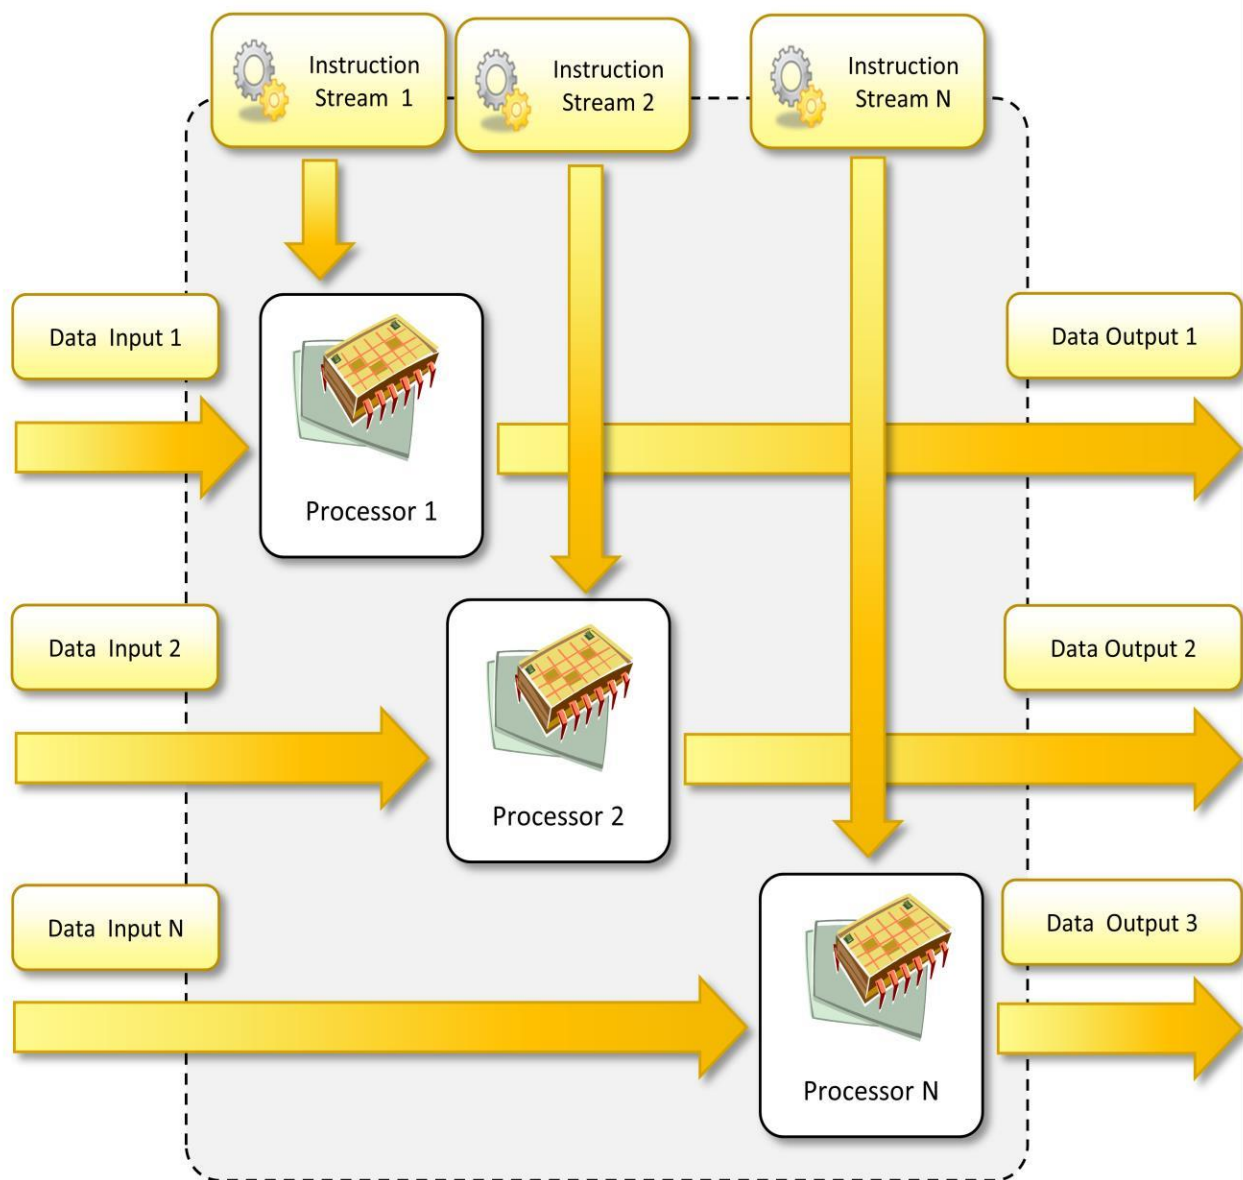 Instruction
Stream 1
Instruction
Stream 2
Instruction
Stream N
Data Input 1
Data Output 1
Processor 1
Data Input 2
Data Output 2
Processor 2
Data Input N
Data Output 3
Processor N